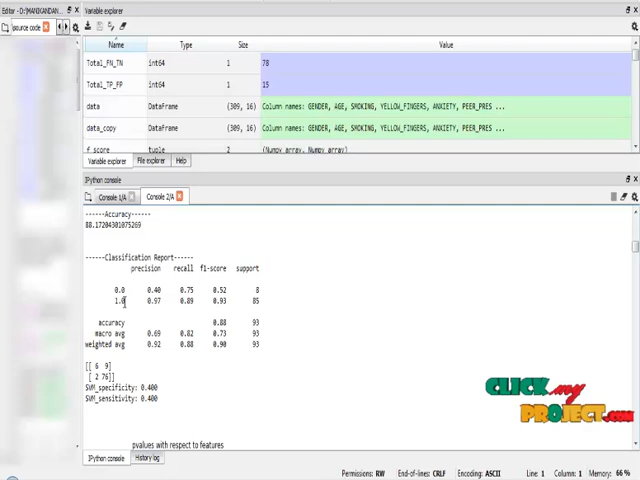 Editor - D:\MANIKANDAN
Variable explorer
source code
Name Type Size Value
Total_FN_TN int64 1 78
Total_TP_FP int64 1 15
data DataFrame (309, 16) Column names: GENDER, AGE, SMOKING, YELLOW_FINGERS, ANXIETY, PEER_PRES ...
data_copy DataFrame (309, 16) Column names: GENDER, AGE, SMOKING, YELLOW_FINGERS, ANXIETY, PEER_PRES ...
f_score tuple 2 (Numpy array, Numpy array)
Variable explorer File explorer Help
IPython console
Console 1/A Console 2/A
------Accuracy------
88.17204301075269
------Classification Report------
precision recall f1-score support
0.0 0.40 0.75 0.52 8
1.0 0.97 0.89 0.93 85
accuracy 0.88 93
macro avg 0.69 0.82 0.73 93
weighted avg 0.92 0.88 0.90 93
[[ 6 9]
[ 2 76]]
SVM_specificity: 0.400
SVM_sensitivity: 0.400
pvalues with respect to features
CLICK my
PROJECT.com
IPython console History log
Permissions: RW End-of-lines: CRLF Encoding: ASCII Line: 1 Column: 1 Memory: 66 %